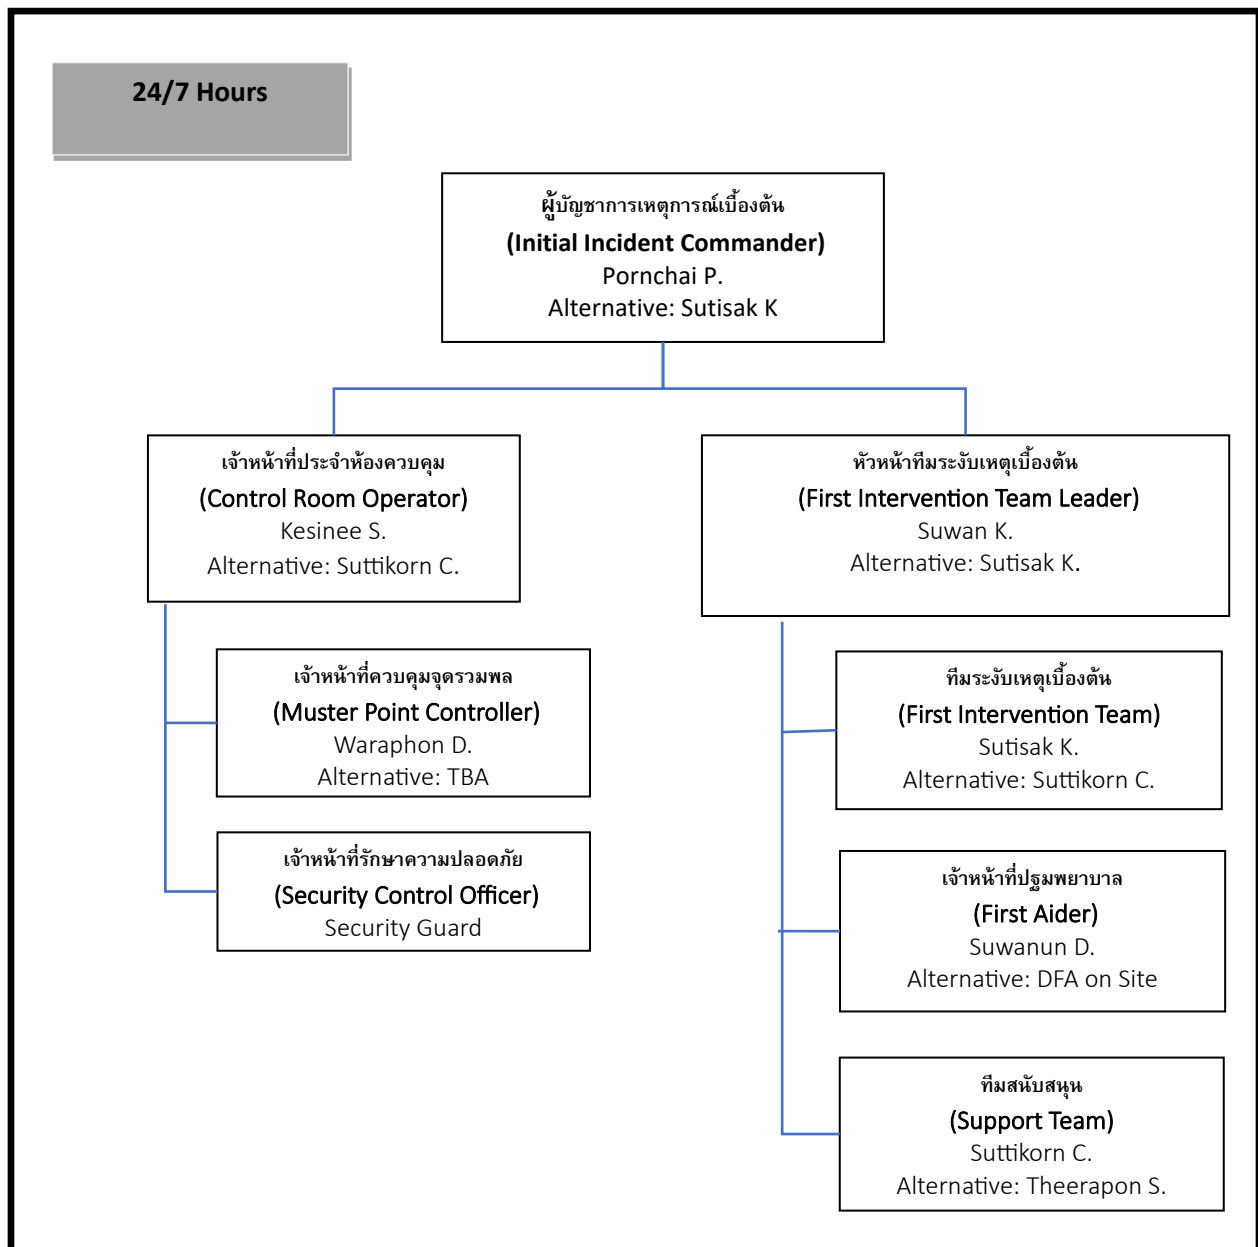 24/7 Hours
ผู้บัญชาการเหตุการณ์เบื้องต้น
(Initial Incident Commander)
Pornchai P.
Alternative: Sutisak K
เจ้าหน้าที่ประจำห้องควบคุม
(Control Room Operator)
Kesinee S.
Alternative: Suttikorn C.
เจ้าหน้าที่ควบคุมจุดรวมพล
(Muster Point Controller)
Waraphon D.
Alternative: TBA
เจ้าหน้าที่รักษาความปลอดภัย
(Security Control Officer)
Security Guard
หัวหน้าทีมระงับเหตุเบื้องต้น
(First Intervention Team Leader)
Suwan K.
Alternative: Sutisak K.
ทีมระงับเหตุเบื้องต้น
(First Intervention Team)
Sutisak K.
Alternative: Suttikorn C.
เจ้าหน้าที่ปฐมพยาบาล
(First Aider)
Suwanun D.
Alternative: DFA on Site
ทีมสนับสนุน
(Support Team)
Suttikorn C.
Alternative: Theerapon S.